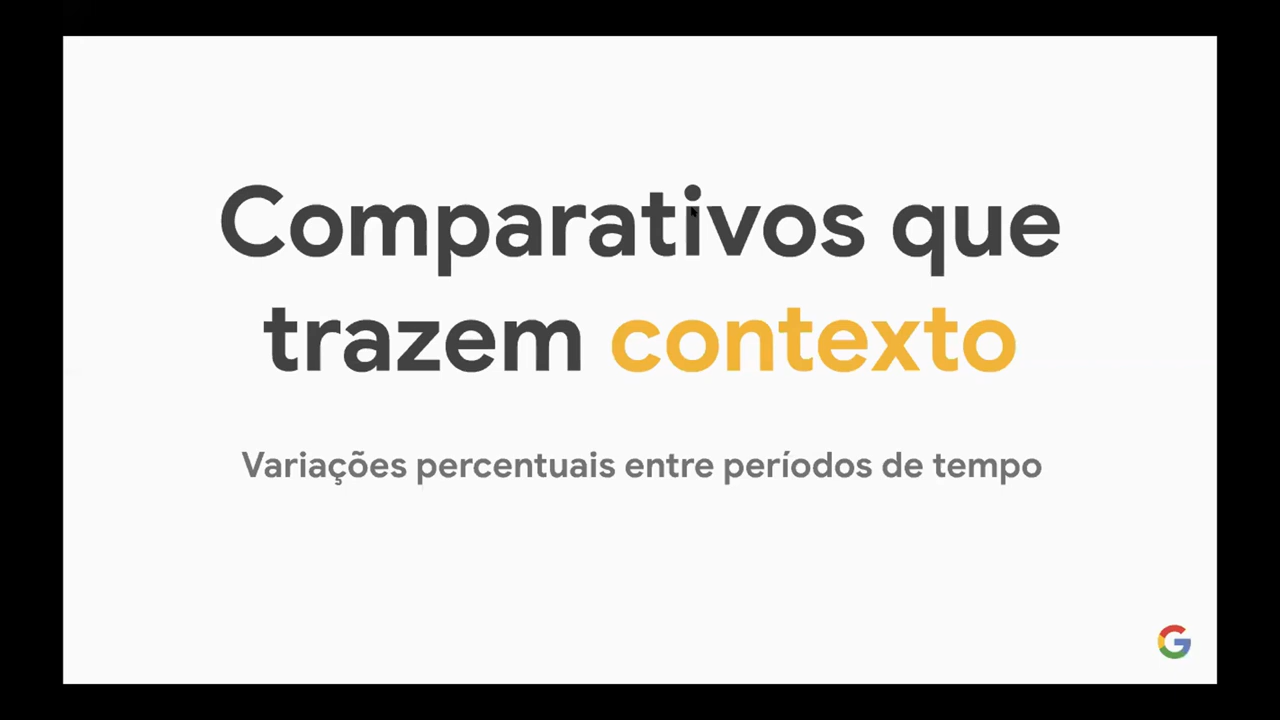 Comparativos que
trazem contexto
Variações percentuais entre períodos de tempo